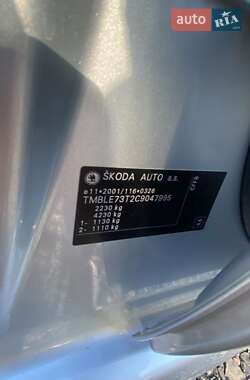 auto RIA
ŠKODA AUTO a.s.
e11*2001/116*0326
TMBLE73T2C9047995
2230 kg
4230 kg
1- 1130 kg
2- 1110 kg